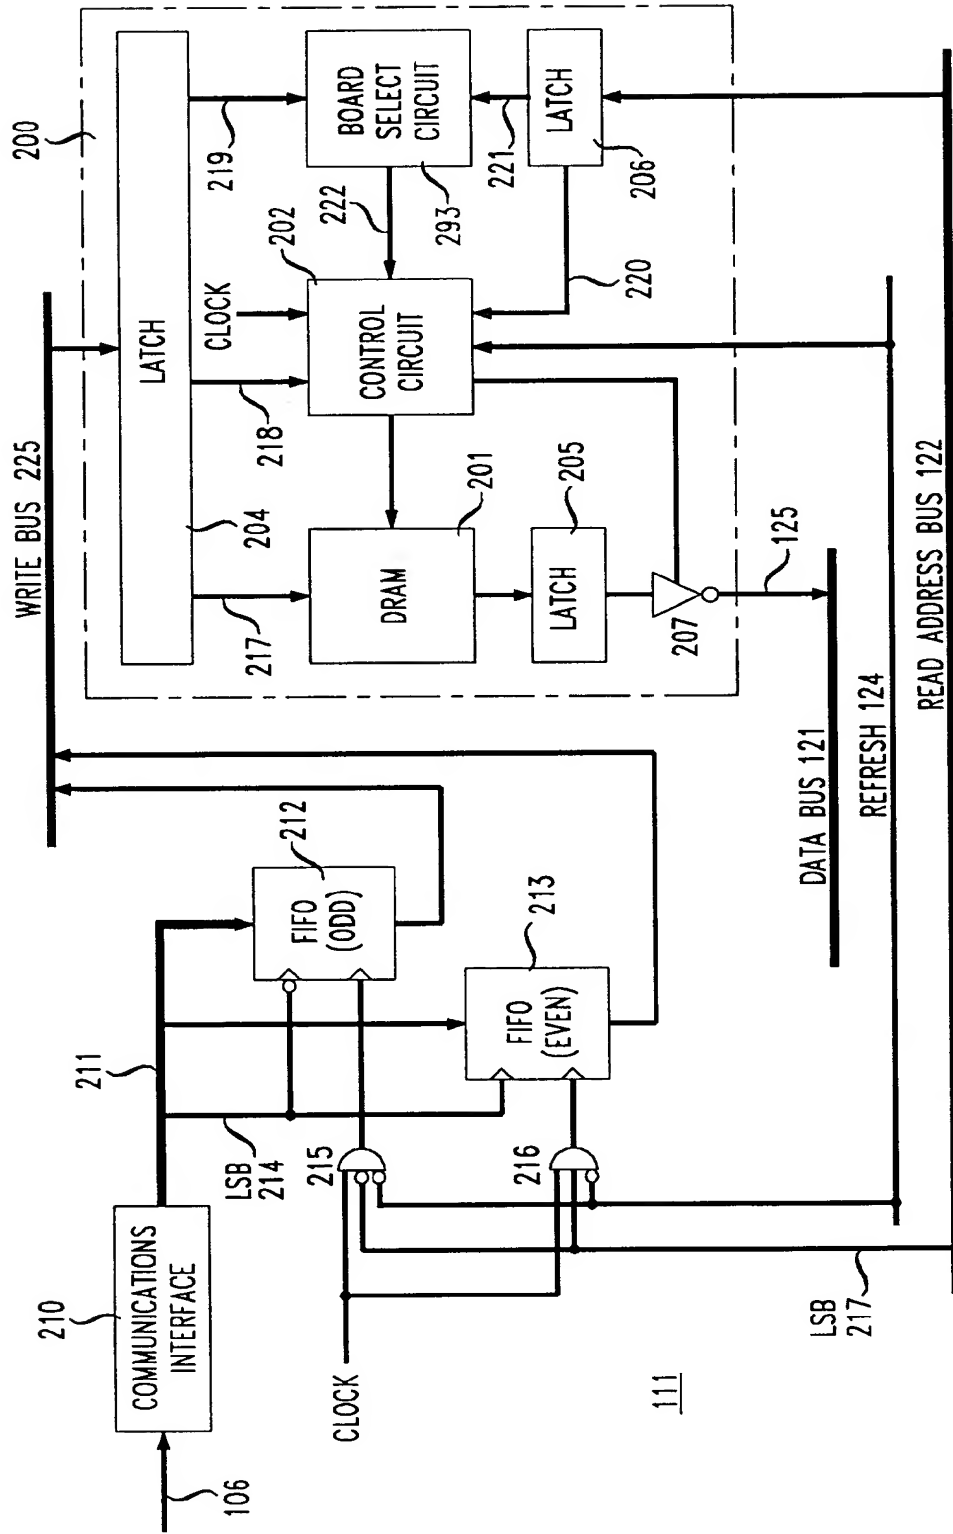 200
WRITE BUS 225
LATCH
204
217
218
219
CLOCK
202
222
BOARD
SELECT
CIRCUIT
293
221
LATCH
206
220
CONTROL
CIRCUIT
DRAM
201
LATCH
205
207
125
DATA BUS 121
REFRESH 124
READ ADDRESS BUS 122
106
210
COMMUNICATIONS
INTERFACE
211
LSB
214
FIFO
(ODD)
212
FIFO
(EVEN)
213
215
216
CLOCK
LSB
217
111